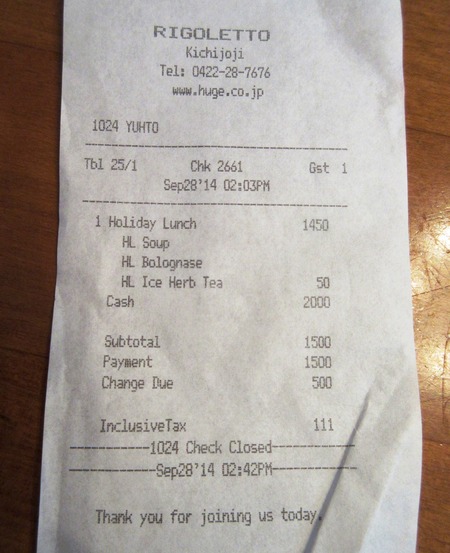 RIGOLETTO
Kichijoji
Tel: 0422-28-7676
www.huge.co.jp
1024 YUHTO
Tbl 25/1 Chk 2661 Gst 1
Sep28'14 02:03PM
1 Holiday Lunch 1450
HL Soup
HL Bolognase
HL Ice Herb Tea 50
Cash 2000
Subtotal 1500
Payment 1500
Change Due 500
InclusiveTax 111
-----------1024 Check Closed-----------
-----------Sep28'14 02:42PM-----------
Thank you for joining us today.